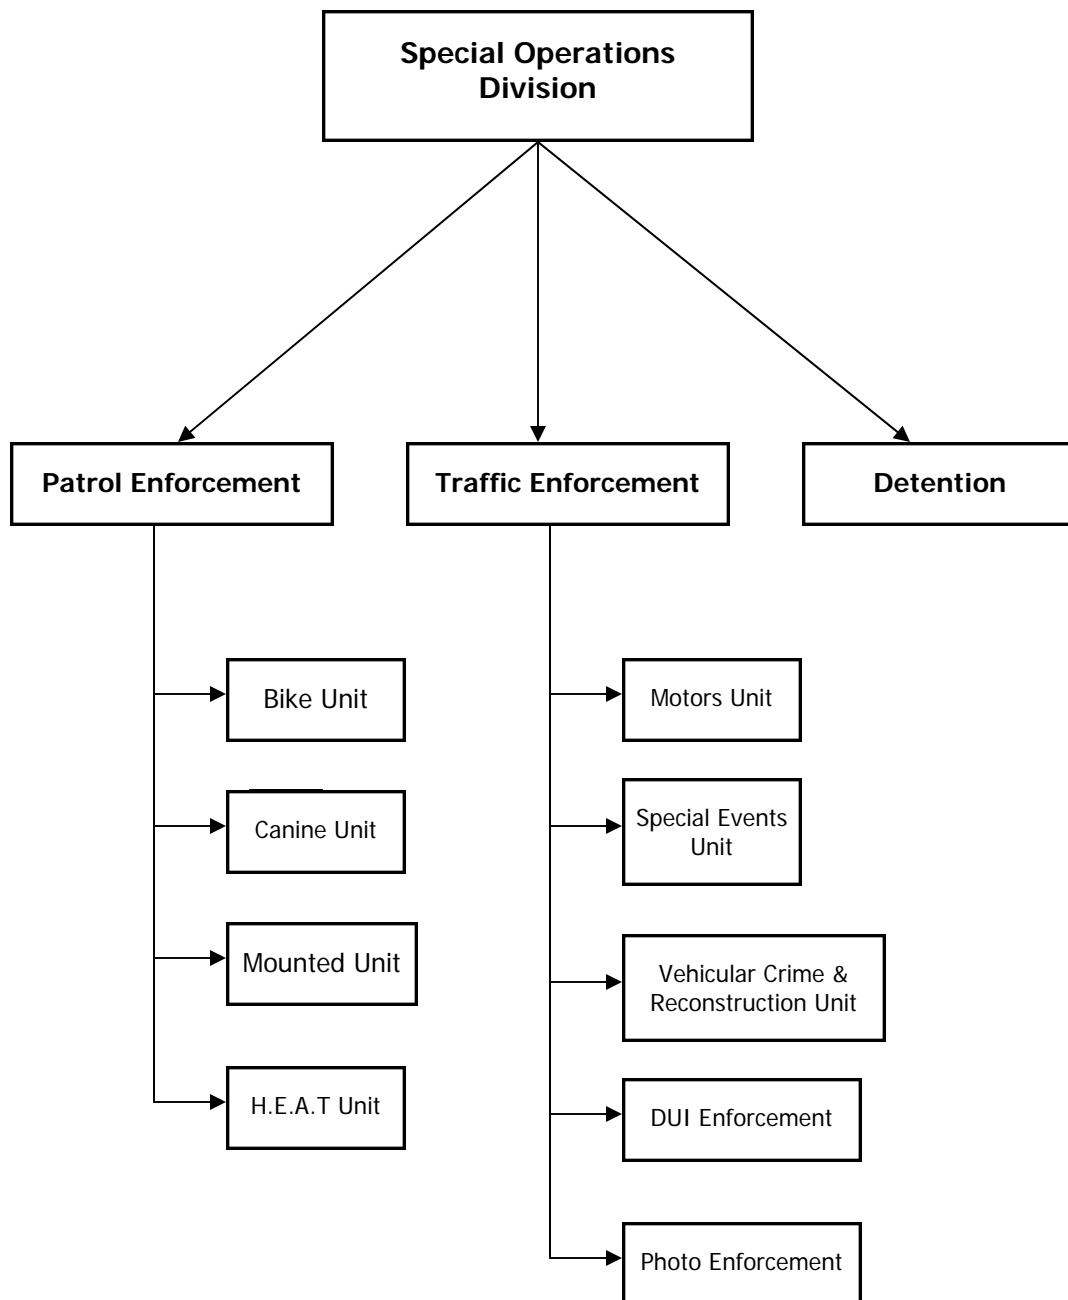 Special Operations
Division
Patrol Enforcement
Traffic Enforcement
Detention
Bike Unit
Canine Unit
Mounted Unit
H.E.A.T Unit
Motors Unit
Special Events
Unit
Vehicular Crime &
Reconstruction Unit
DUI Enforcement
Photo Enforcement